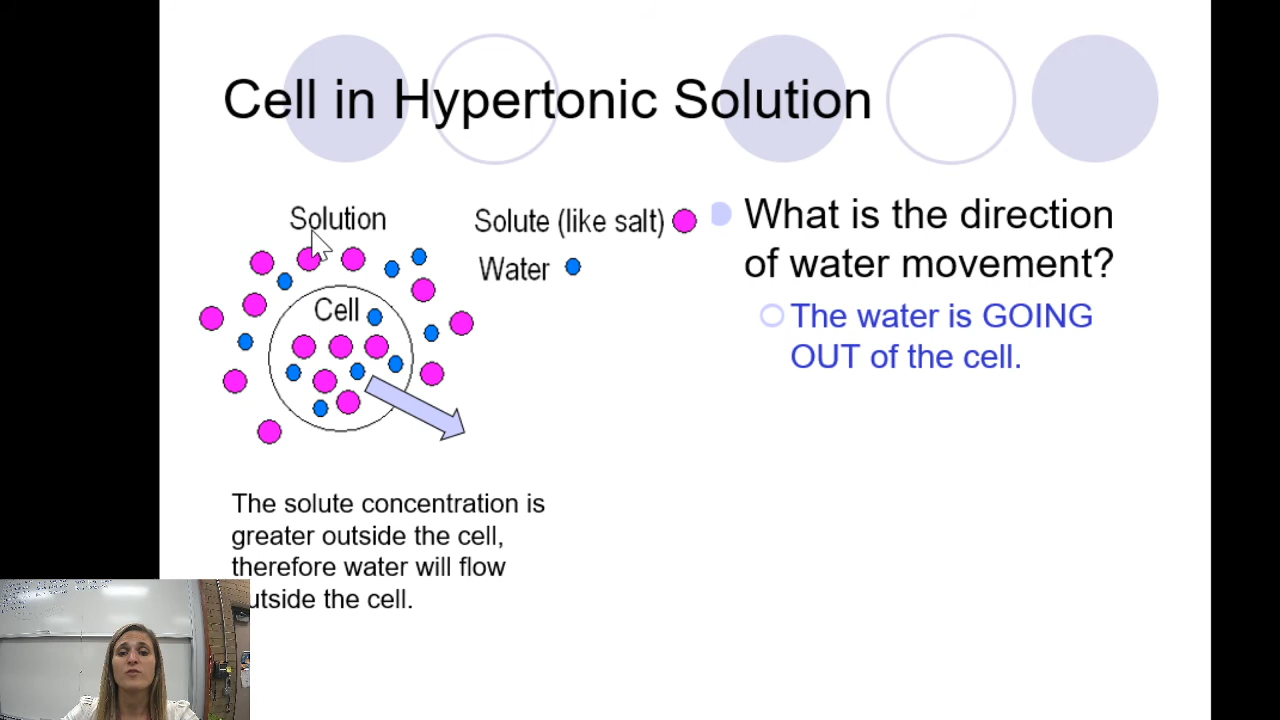 Cell in Hypertonic Solution
Solution
Solute (like salt)
Water
Cell
What is the direction
of water movement?
The water is GOING
OUT of the cell.
The solute concentration is
greater outside the cell,
therefore water will flow
utside the cell.